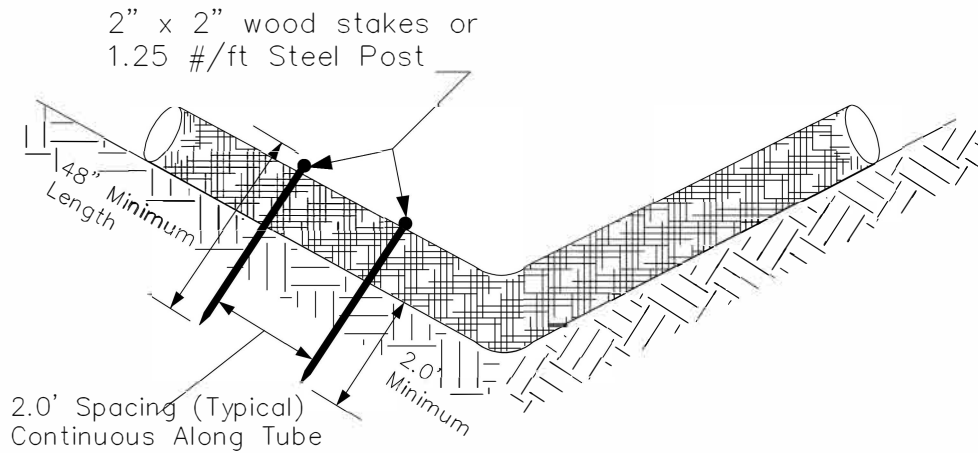 2” x 2” wood stakes or
1.25 #/ft Steel Post
48” Minimum
Length
2.0’
Minimum
2.0’ Spacing (Typical)
Continuous Along Tube